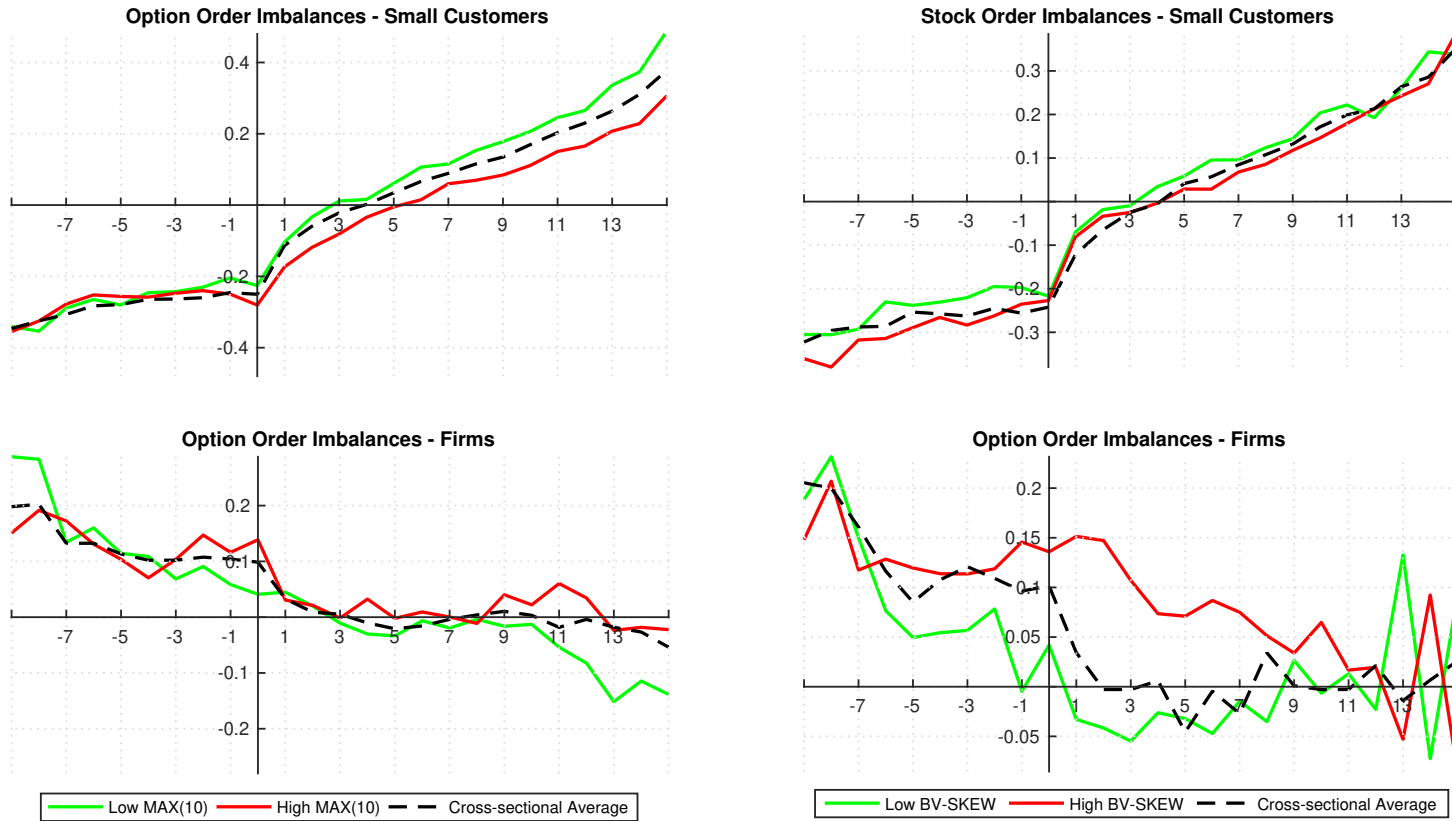 Option Order Imbalances - Small Customers
0.4
0.2
-0.2
-0.4
-7 -5 -3 -1 1 3 5 7 9 11 13
Stock Order Imbalances - Small Customers
0.3
0.2
0.1
-0.1
-0.2
-0.3
-7 -5 -3 -1 1 3 5 7 9 11 13
Option Order Imbalances - Firms
0.2
0.1
-0.1
-0.2
-7 -5 -3 -1 1 3 5 7 9 11 13
Low MAX(10) High MAX(10) Cross-sectional Average
Option Order Imbalances - Firms
0.2
0.15
0.1
0.05
-0.05
-7 -5 -3 -1 1 3 5 7 9 11 13
Low BV-SKEW High BV-SKEW Cross-sectional Average